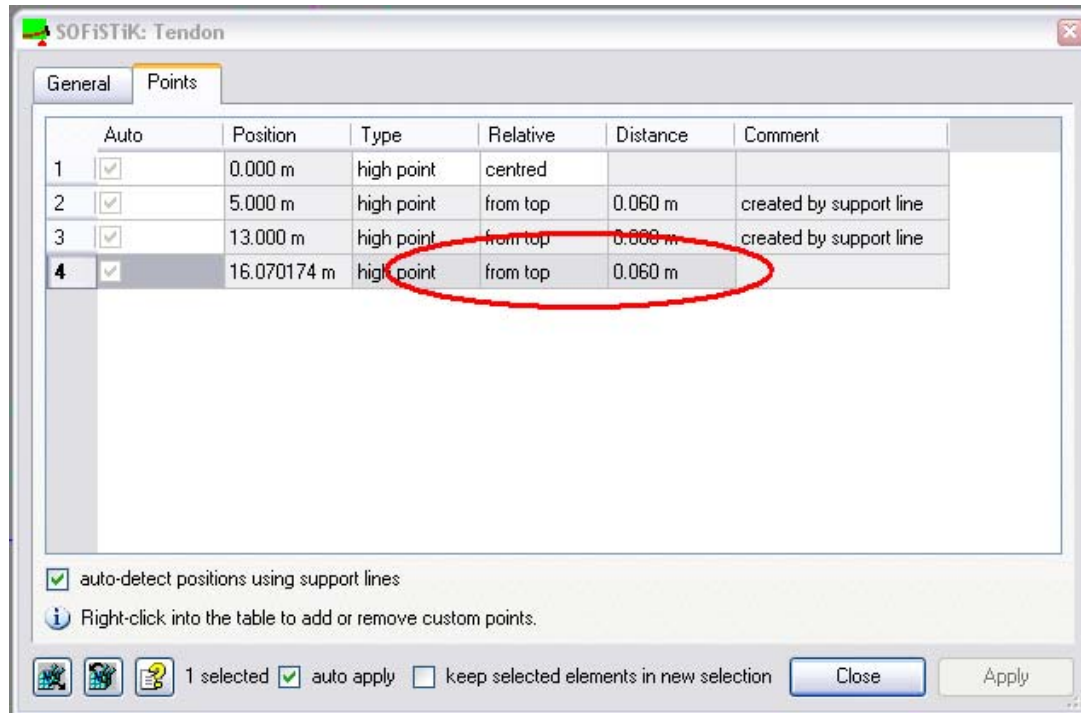 SOFiSTiK: Tendon
General Points
Auto Position Type Relative Distance Comment
1 0.000 m high point centred
2 5.000 m high point from top 0.060 m created by support line
3 13.000 m high point from top m created by support line
4 16.070174 m high point from top 0.060 m
auto-detect positions using support lines
Right-click into the table to add or remove custom points.
1 selected auto apply keep selected elements in new selection Close Apply